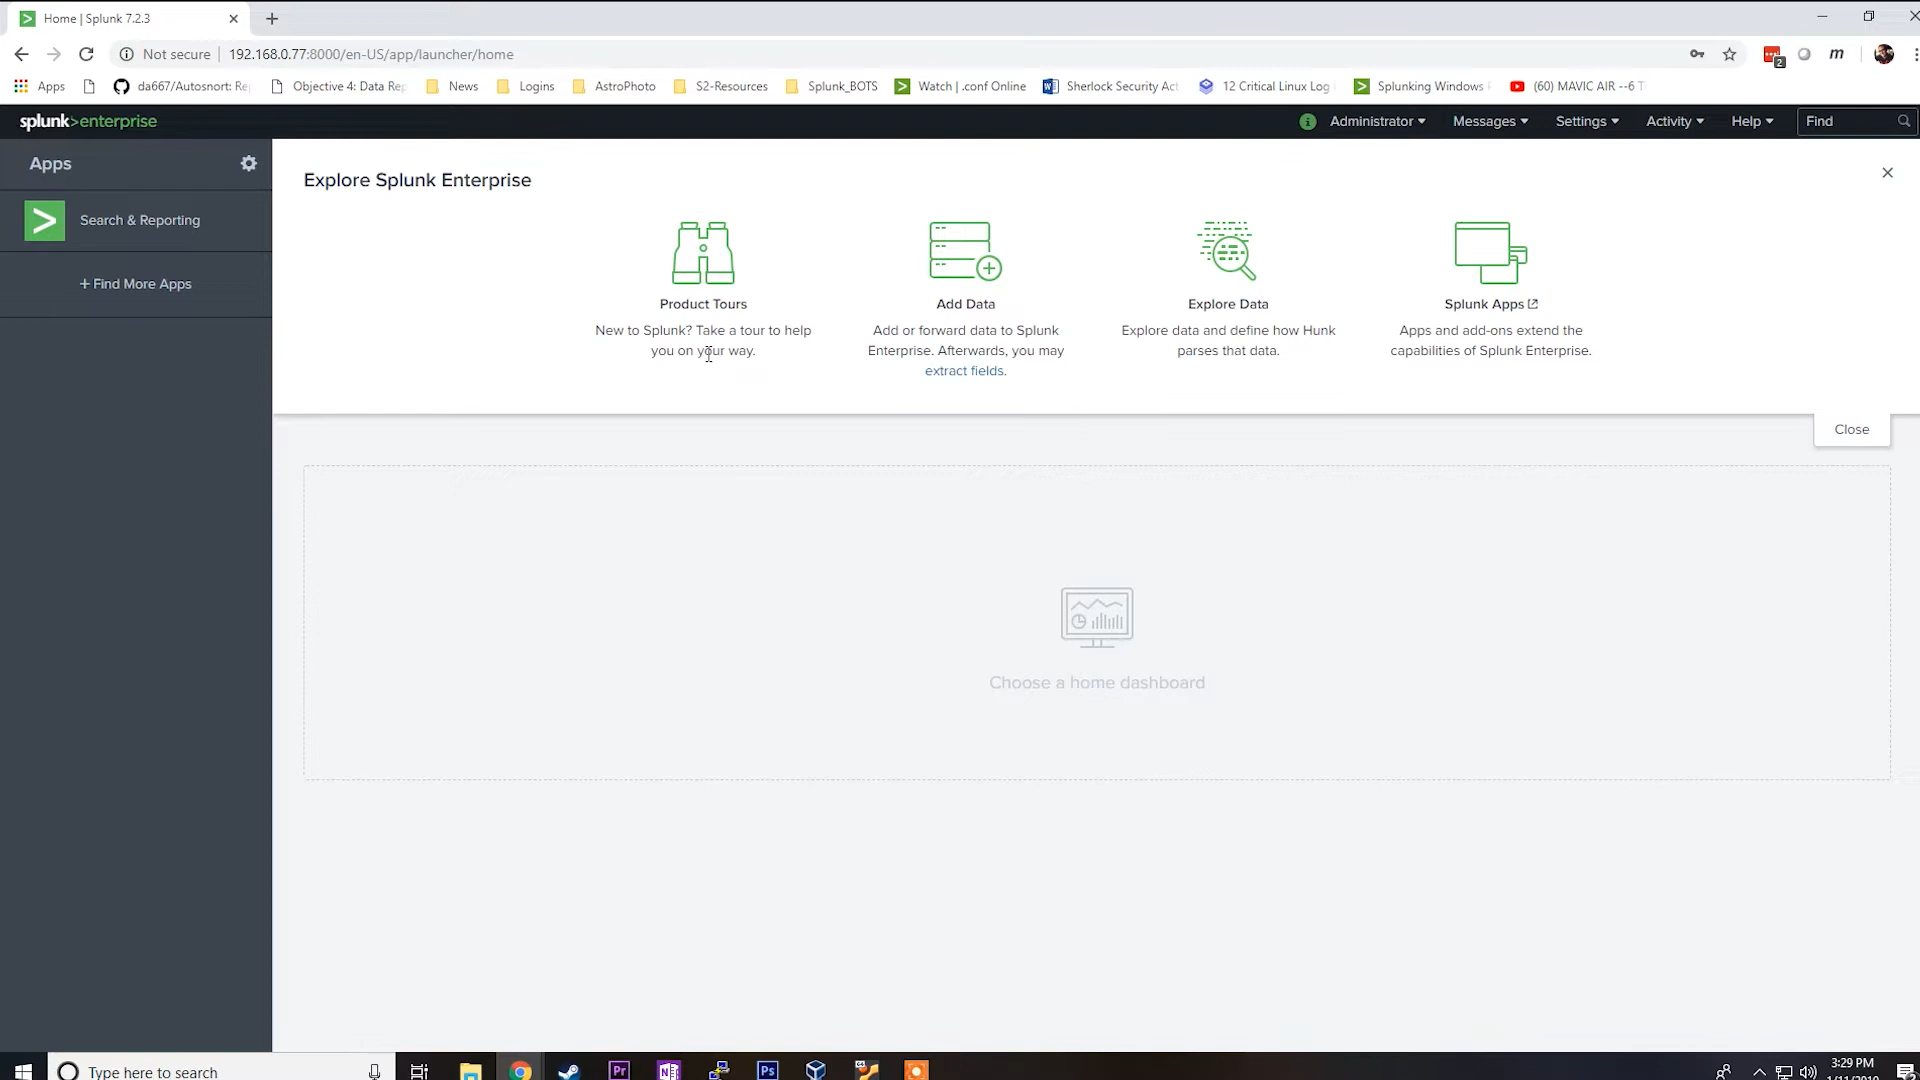 Home | Splunk 7.2.3
Not secure
192.168.0.77:8000/en-US/app/launcher/home
2
m
Apps
da667/Autosnort: Re
Objective 4: Data Rep
News
Logins
AstroPhoto
S2-Resources
Splunk_BOTS
Watch | .conf Online
Sherlock Security Act
12 Critical Linux Log
Splunking Windows
(60) MAVIC AIR --6 T
splunk>enterprise
i
Administrator
Messages
Settings
Activity
Help
Find
Apps
Search & Reporting
+ Find More Apps
Explore Splunk Enterprise
Product Tours
New to Splunk? Take a tour to help
you on your way.
Add Data
Add or forward data to Splunk
Enterprise. Afterwards, you may
extract fields.
Explore Data
Explore data and define how Hunk
parses that data.
Splunk Apps
Apps and add-ons extend the
capabilities of Splunk Enterprise.
Close
Choose a home dashboard
Type here to search
Pr
N
Ps
3:29 PM
1/11/2019